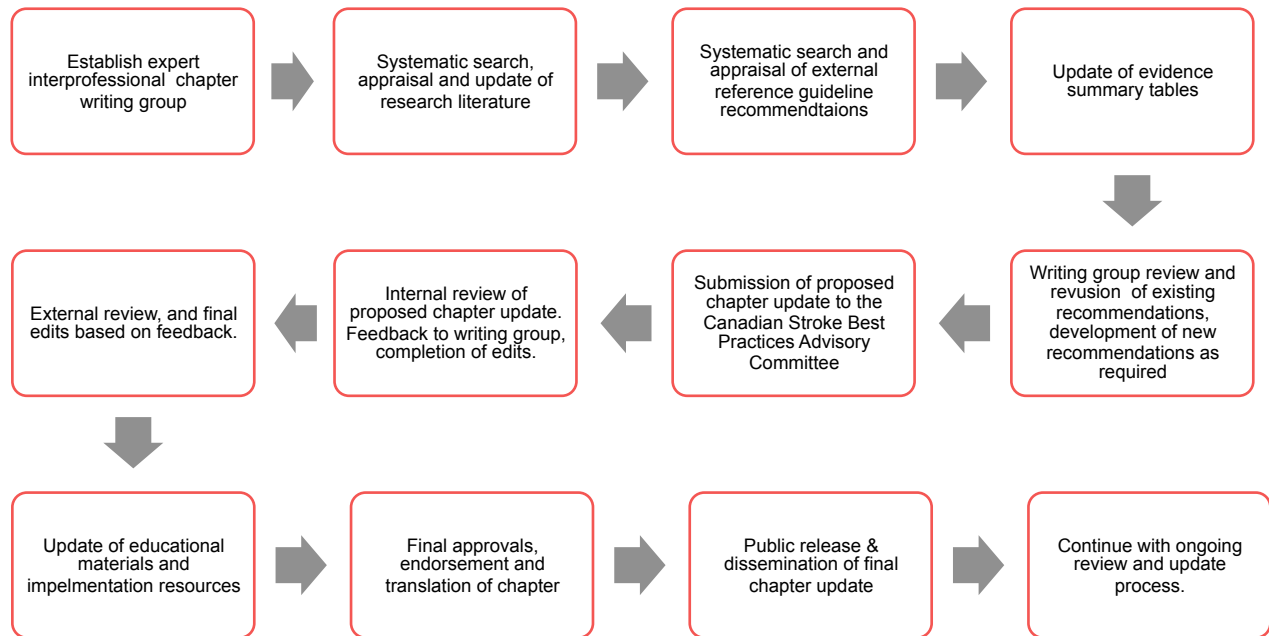 Establish expert
interprofessional chapter
writing group
Systematic search,
appraisal and update of
research literature
Systematic search and
appraisal of external
reference guideline
recommendtaions
Update of evidence
summary tables
Writing group review and
revusion of existing
recommendations,
development of new
recommendations as
required
Submission of proposed
chapter update to the
Canadian Stroke Best
Practices Advisory
Committee
Internal review of
proposed chapter update.
Feedback to writing group,
completion of edits.
External review, and final
edits based on feedback.
Update of educational
materials and
impelmentation resources
Final approvals,
endorsement and
translation of chapter
Public release &
dissemination of final
chapter update
Continue with ongoing
review and update
process.